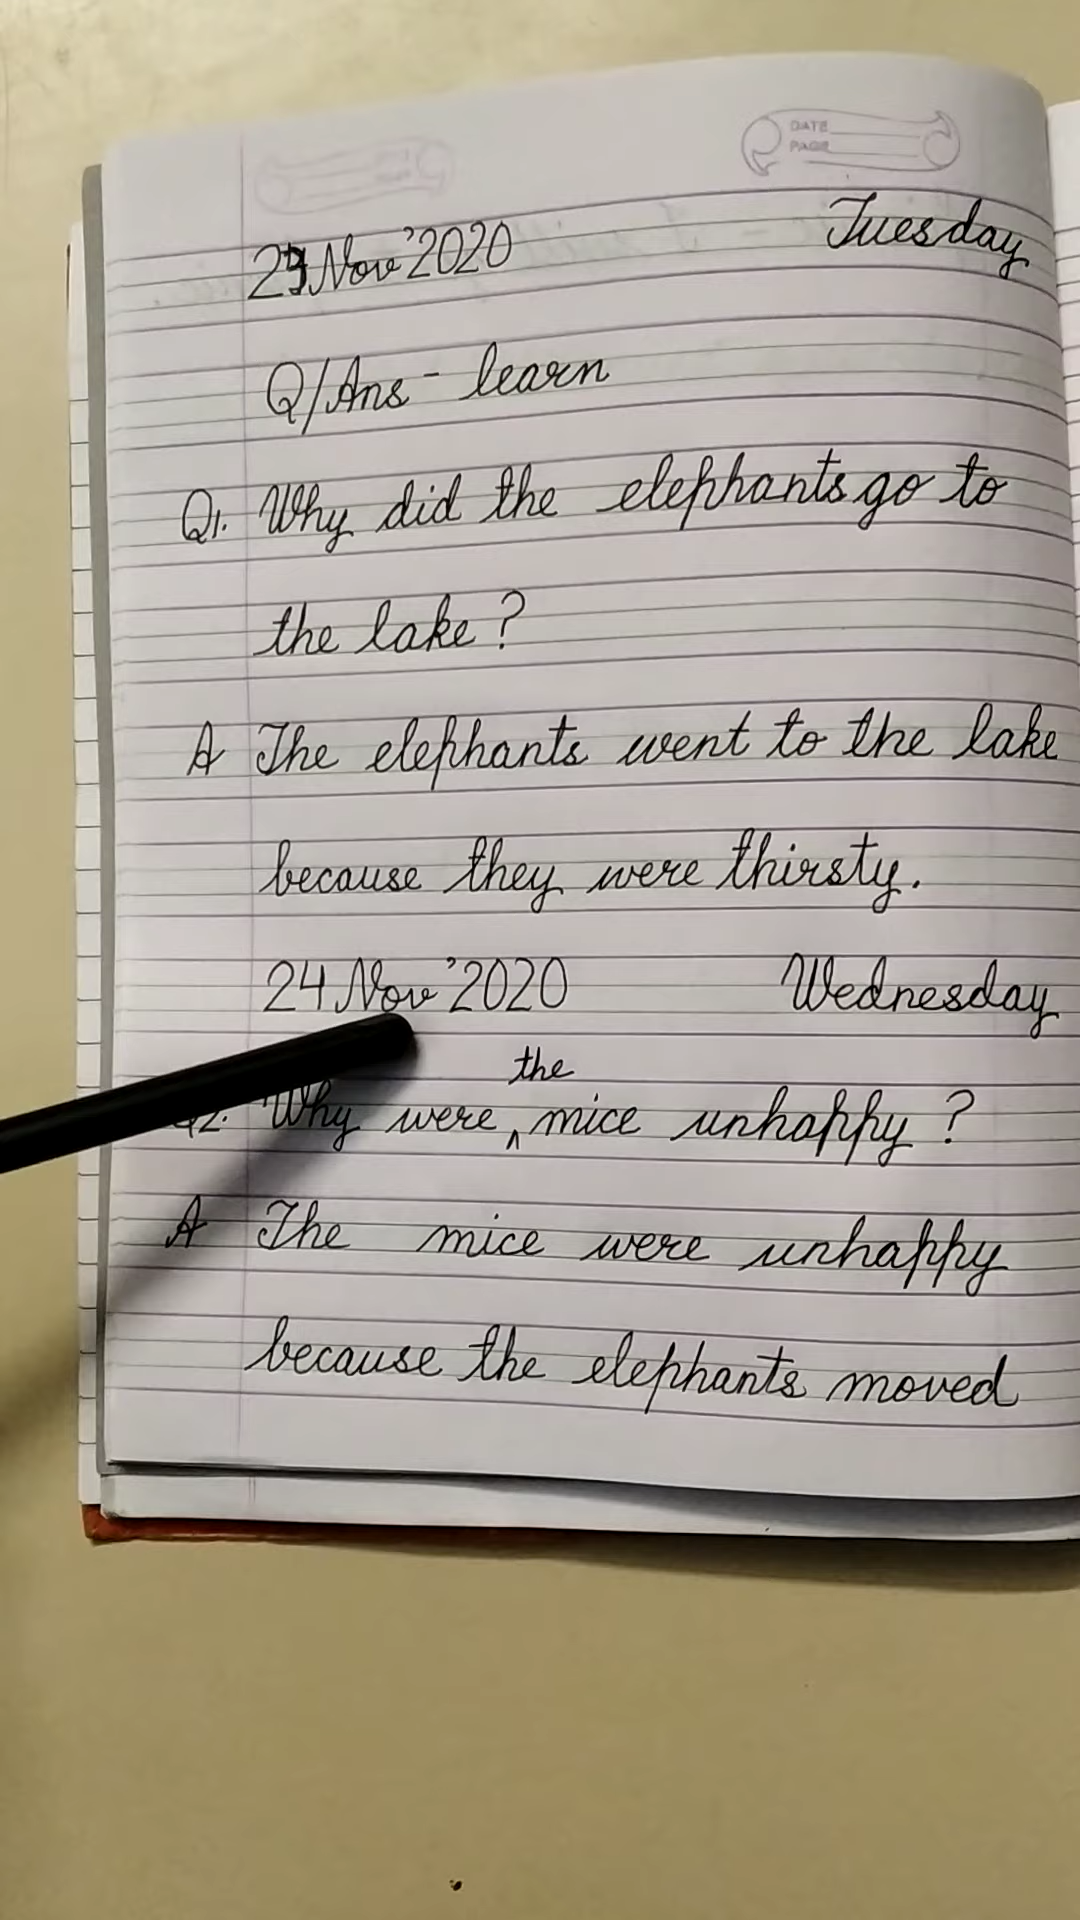 DATE
PAGE
Tuesday
Nov'2020
Q/Ans - learn
Q1. Why did the elephants go to
the lake?
A The elephants went to the lake
because they were thirsty.
24 Nov'2020 Wednesday
the
Why were ^ mice unhappy?
A The mice were unhappy
because the elephants moved